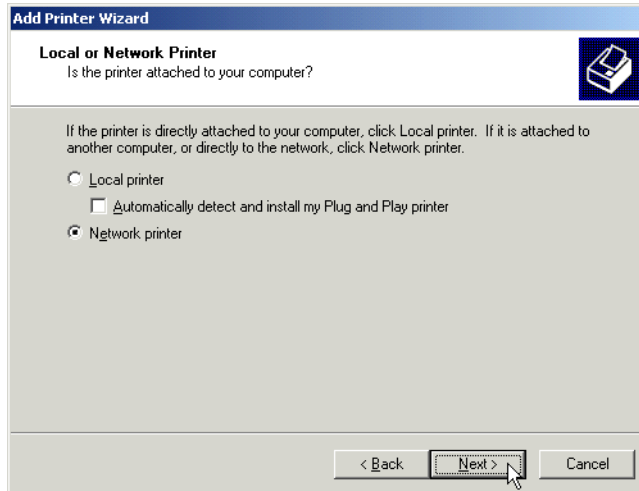 Add Printer Wizard
Local or Network Printer
Is the printer attached to your computer?
If the printer is directly attached to your computer, click Local printer. If it is attached to
another computer, or directly to the network, click Network printer.
Local printer
Automatically detect and install my Plug and Play printer
Network printer
< Back Next > Cancel